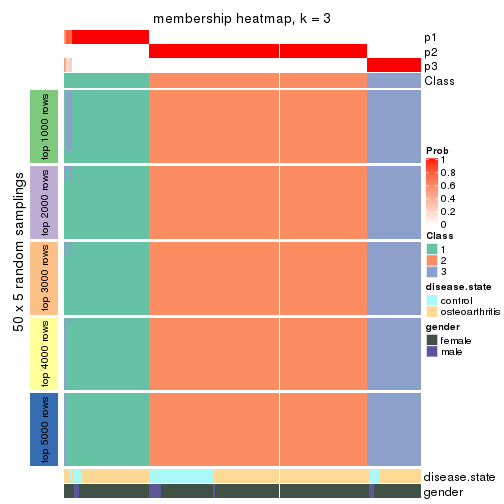 membership heatmap, k = 3
p1
p2
p3
Class
50 x 5 random samplings
top 1000 rows
top 2000 rows
top 3000 rows
top 4000 rows
top 5000 rows
Prob
1
0.8
0.6
0.4
0.2
0
Class
1
2
3
disease.state
control
osteoarthritis
gender
female
male
disease.state
gender